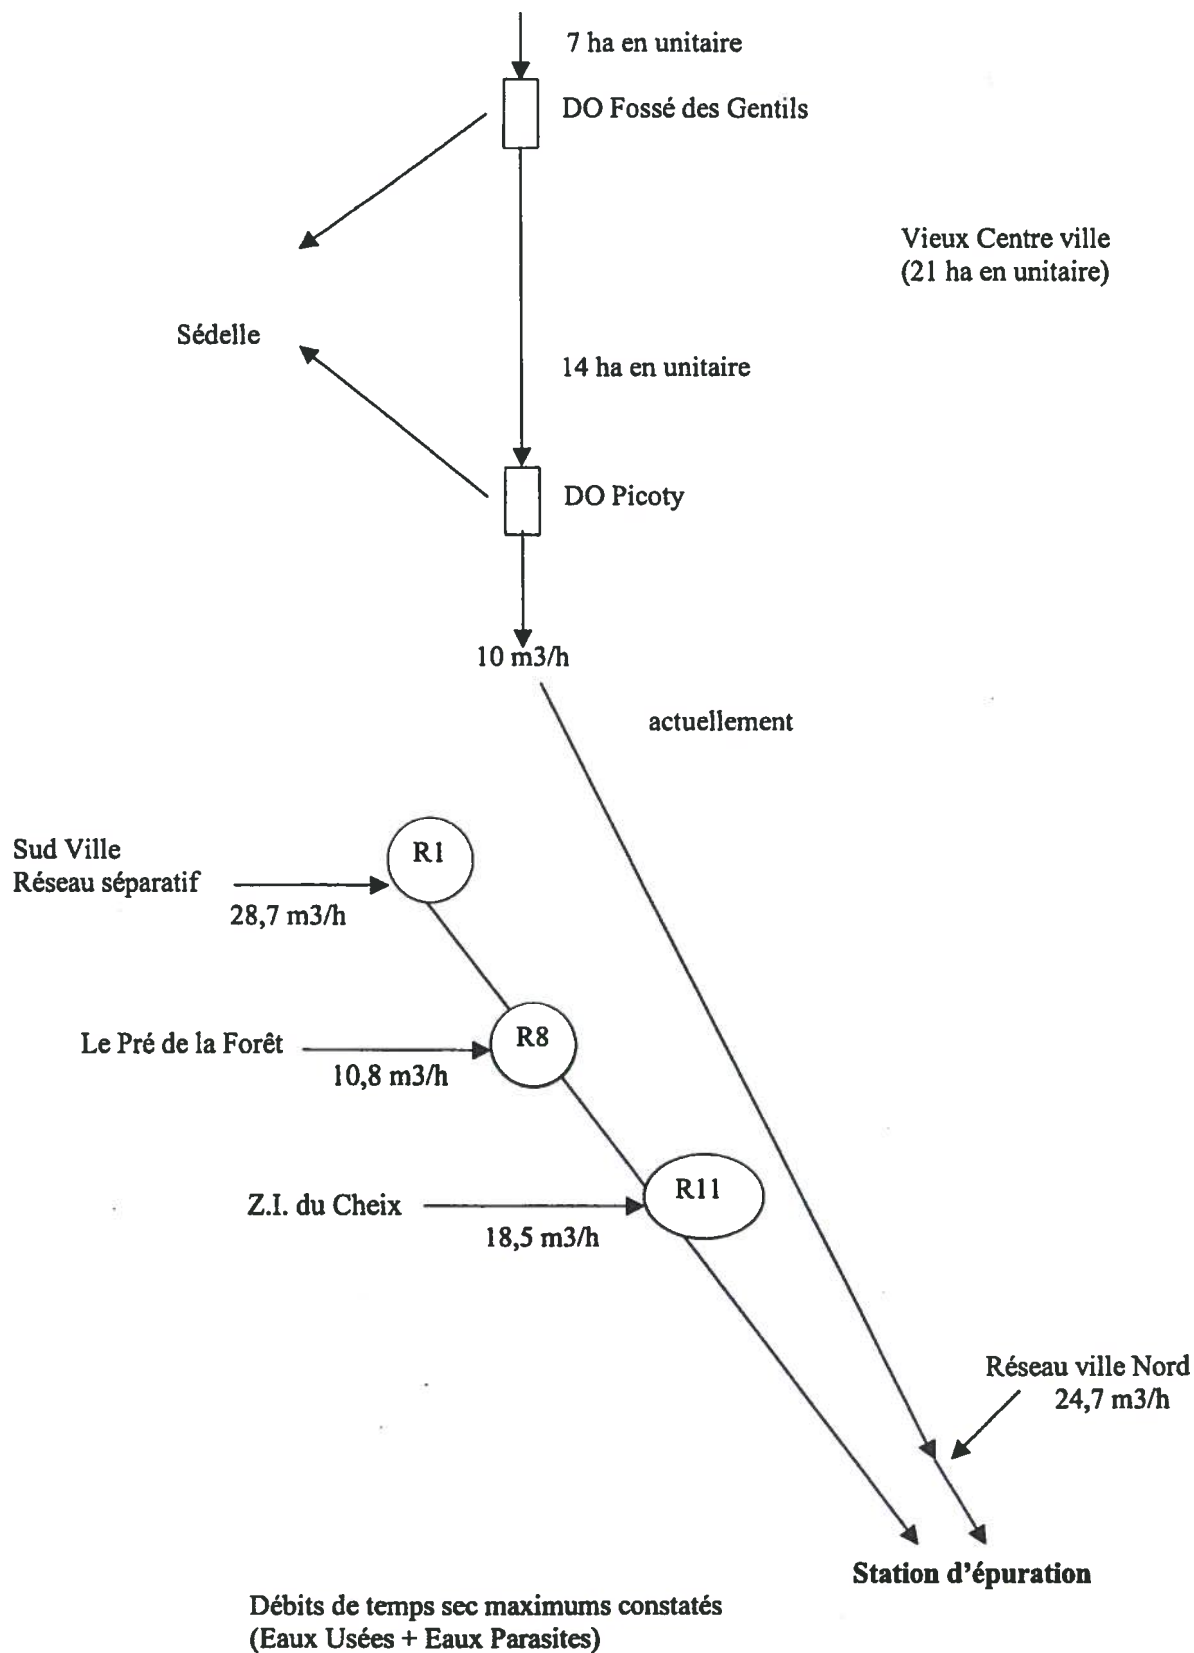 7 ha en unitaire
DO Fossé des Gentils
Vieux Centre ville
(21 ha en unitaire)
Sédelle
14 ha en unitaire
DO Picoty
10 m3/h
actuellement
R1
Sud Ville
Réseau séparatif
28,7 m3/h
R8
Le Pré de la Forêt
10,8 m3/h
R11
Z.I. du Cheix
18,5 m3/h
Réseau ville Nord
24,7 m3/h
Station d'épuration
Débits de temps sec maximums constatés
(Eaux Usées + Eaux Parasites)